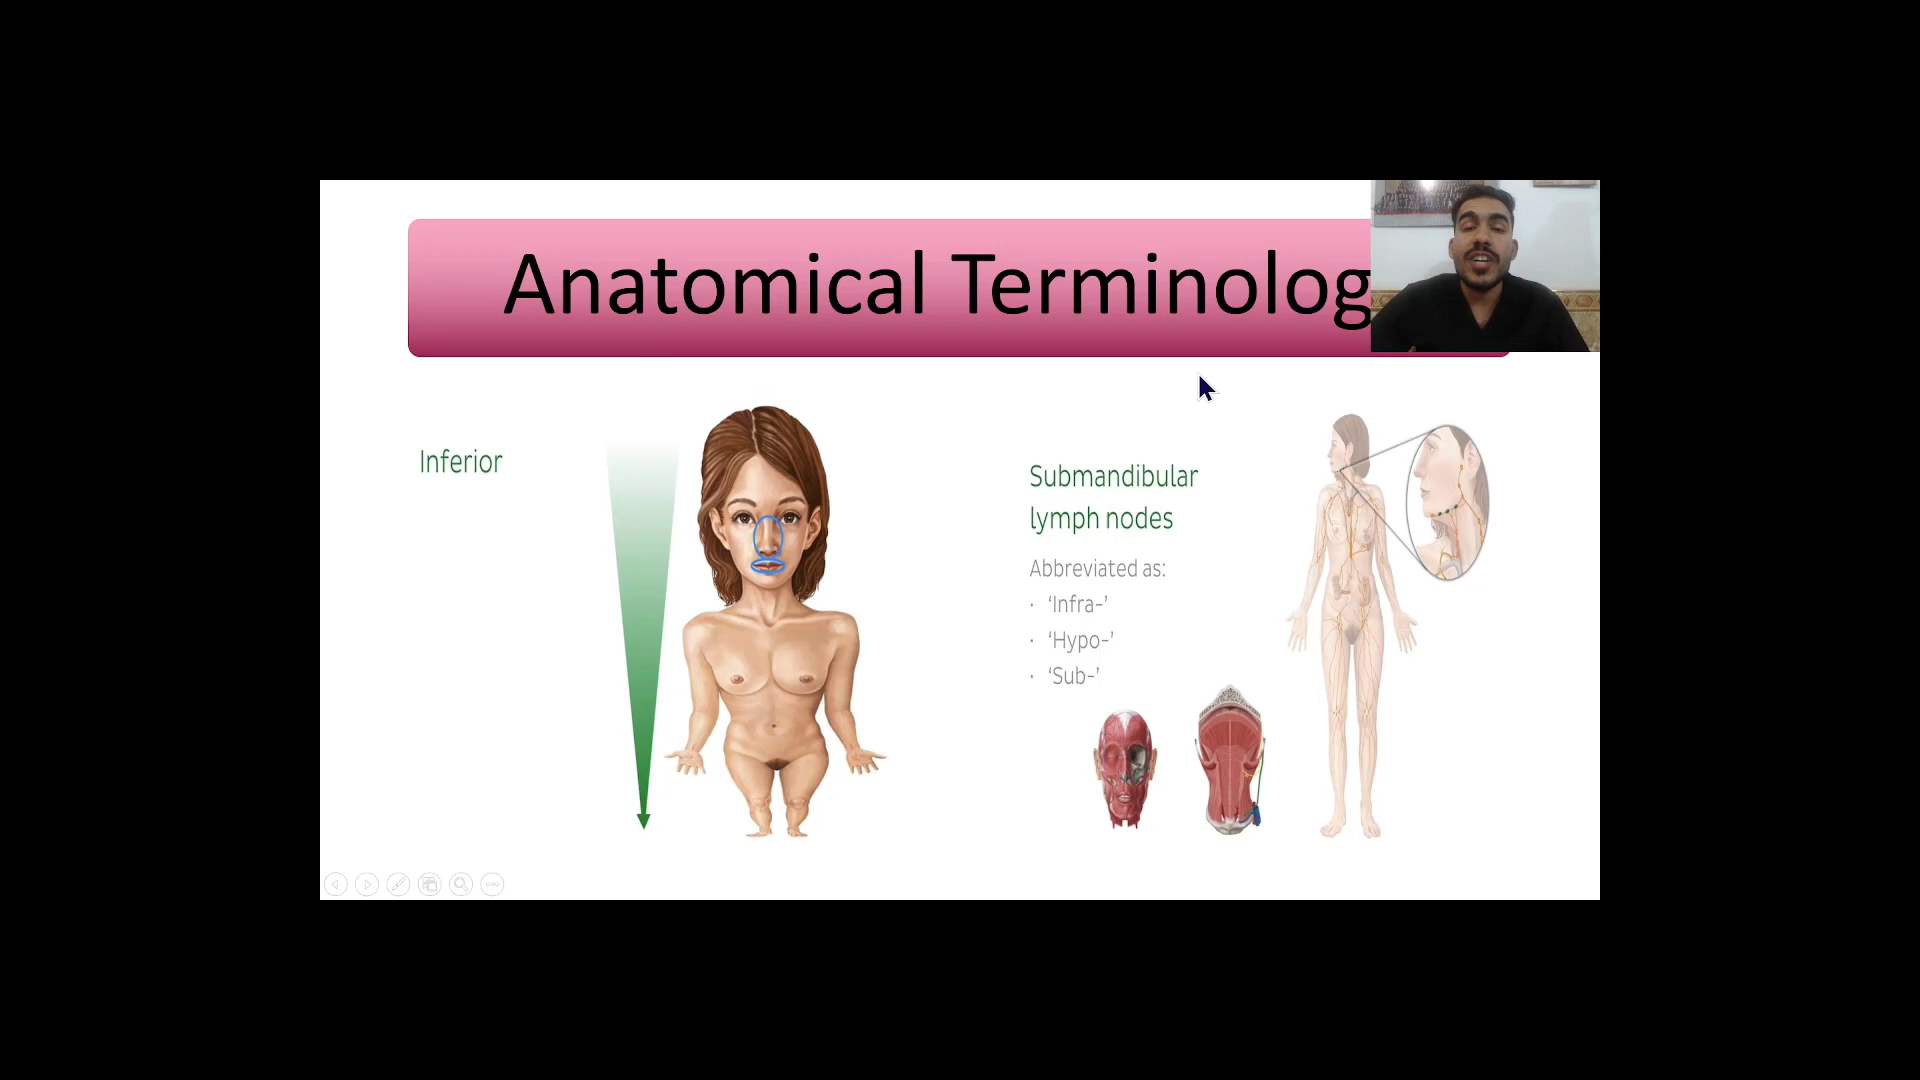 Anatomical Terminolog
Inferior
Submandibular
lymph nodes
Abbreviated as:
· 'Infra-'
· 'Hypo-'
· 'Sub-'